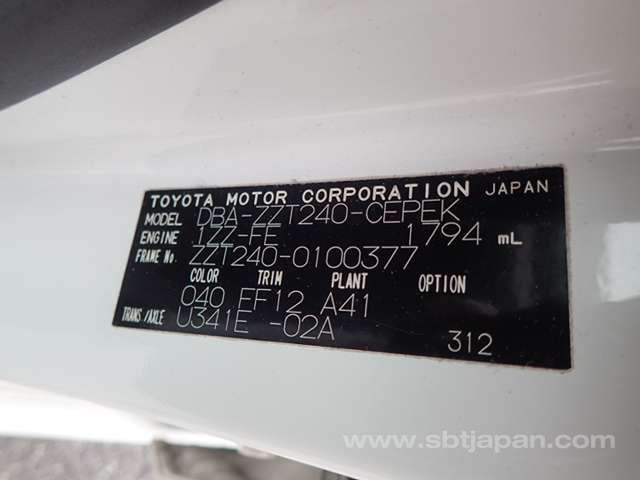 TOYOTA MOTOR CORPORATION JAPAN
MODEL DBA-ZZT240-CEPEK
ENGINE 1ZZ-FE 1794 mL
FRAME No. ZZT240-0100377
COLOR TRIM PLANT OPTION
040 FF12 A41
TRANS/AXLE U341E -02A
312
www.sbtjapan.com